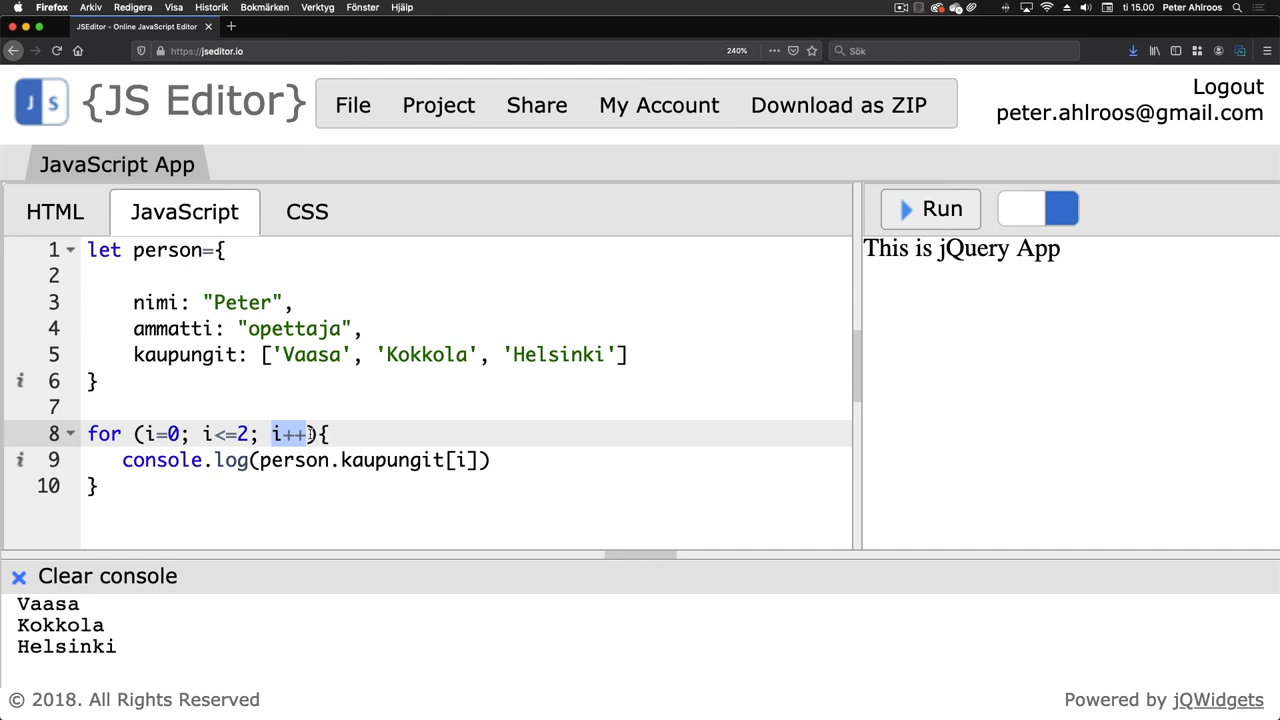 Firefox Arkiv Redigera Visa Historik Bokmärken Verktyg Fönster Hjälp ti 15.00 Peter Ahlroos
JSEditor - Online JavaScript Editor × +
https://jseditor.io 240% Sök
JS {JS Editor} File Project Share My Account Download as ZIP Logout
peter.ahlroos@gmail.com
JavaScript App
HTML JavaScript CSS Run
1 let person={ This is jQuery App
2
3 nimi: "Peter",
4 ammatti: "opettaja",
5 kaupungit: ['Vaasa', 'Kokkola', 'Helsinki']
i 6 }
7
8 for (i=0; i<=2; i++){
i 9 console.log(person.kaupungit[i])
10 }
× Clear console
Vaasa
Kokkola
Helsinki
© 2018. All Rights Reserved Powered by jQWidgets